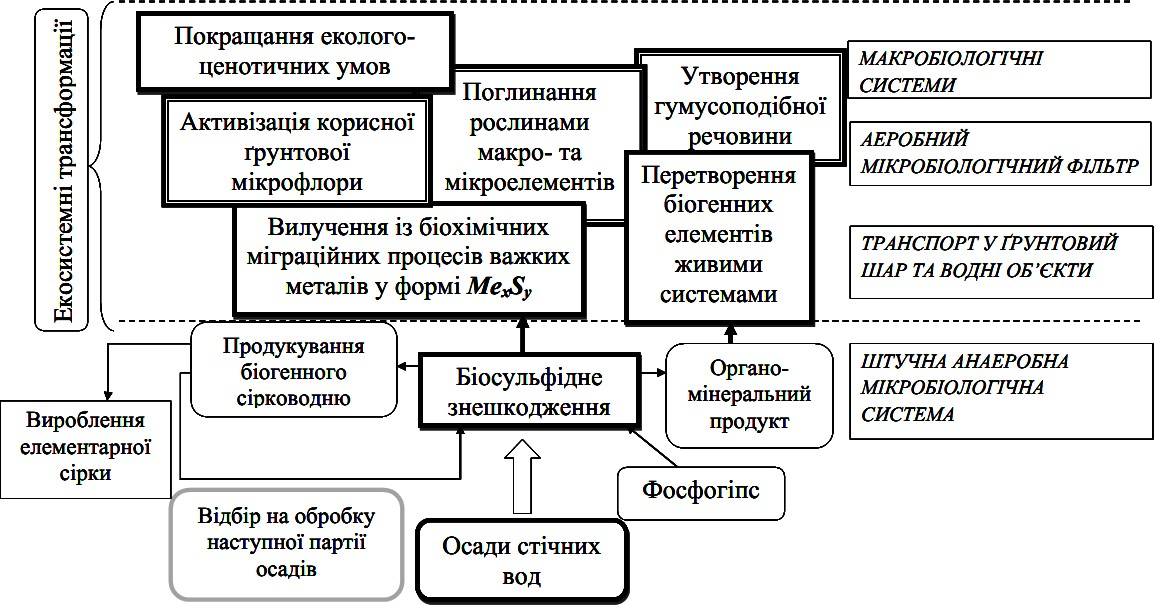 Екосистемні трансформації
Покращання еколого-
ценотичних умов
Активізація корисної
ґрунтової
мікрофлори
Поглинання
рослинами
макро- та
мікроелементів
Утворення
гумусоподібної
речовини
Перетворення
біогенних
елементів
живими
системами
Вилучення із біохімічних
міграційних процесів важких
металів у формі MexSy
МАКРОБІОЛОГІЧНІ
СИСТЕМИ
АЕРОБНИЙ
МІКРОБІОЛОГІЧНИЙ ФІЛЬТР
ТРАНСПОРТ У ҐРУНТОВИЙ
ШАР ТА ВОДНІ ОБ’ЄКТИ
ШТУЧНА АНАЕРОБНА
МІКРОБІОЛОГІЧНА
СИСТЕМА
Продукування
біогенного
сірководню
Біосульфідне
знешкодження
Органо-
мінеральний
продукт
Вироблення
елементарної
сірки
Відбір на обробку
наступної партії
осадів
Осади стічних
вод
Фосфогіпс